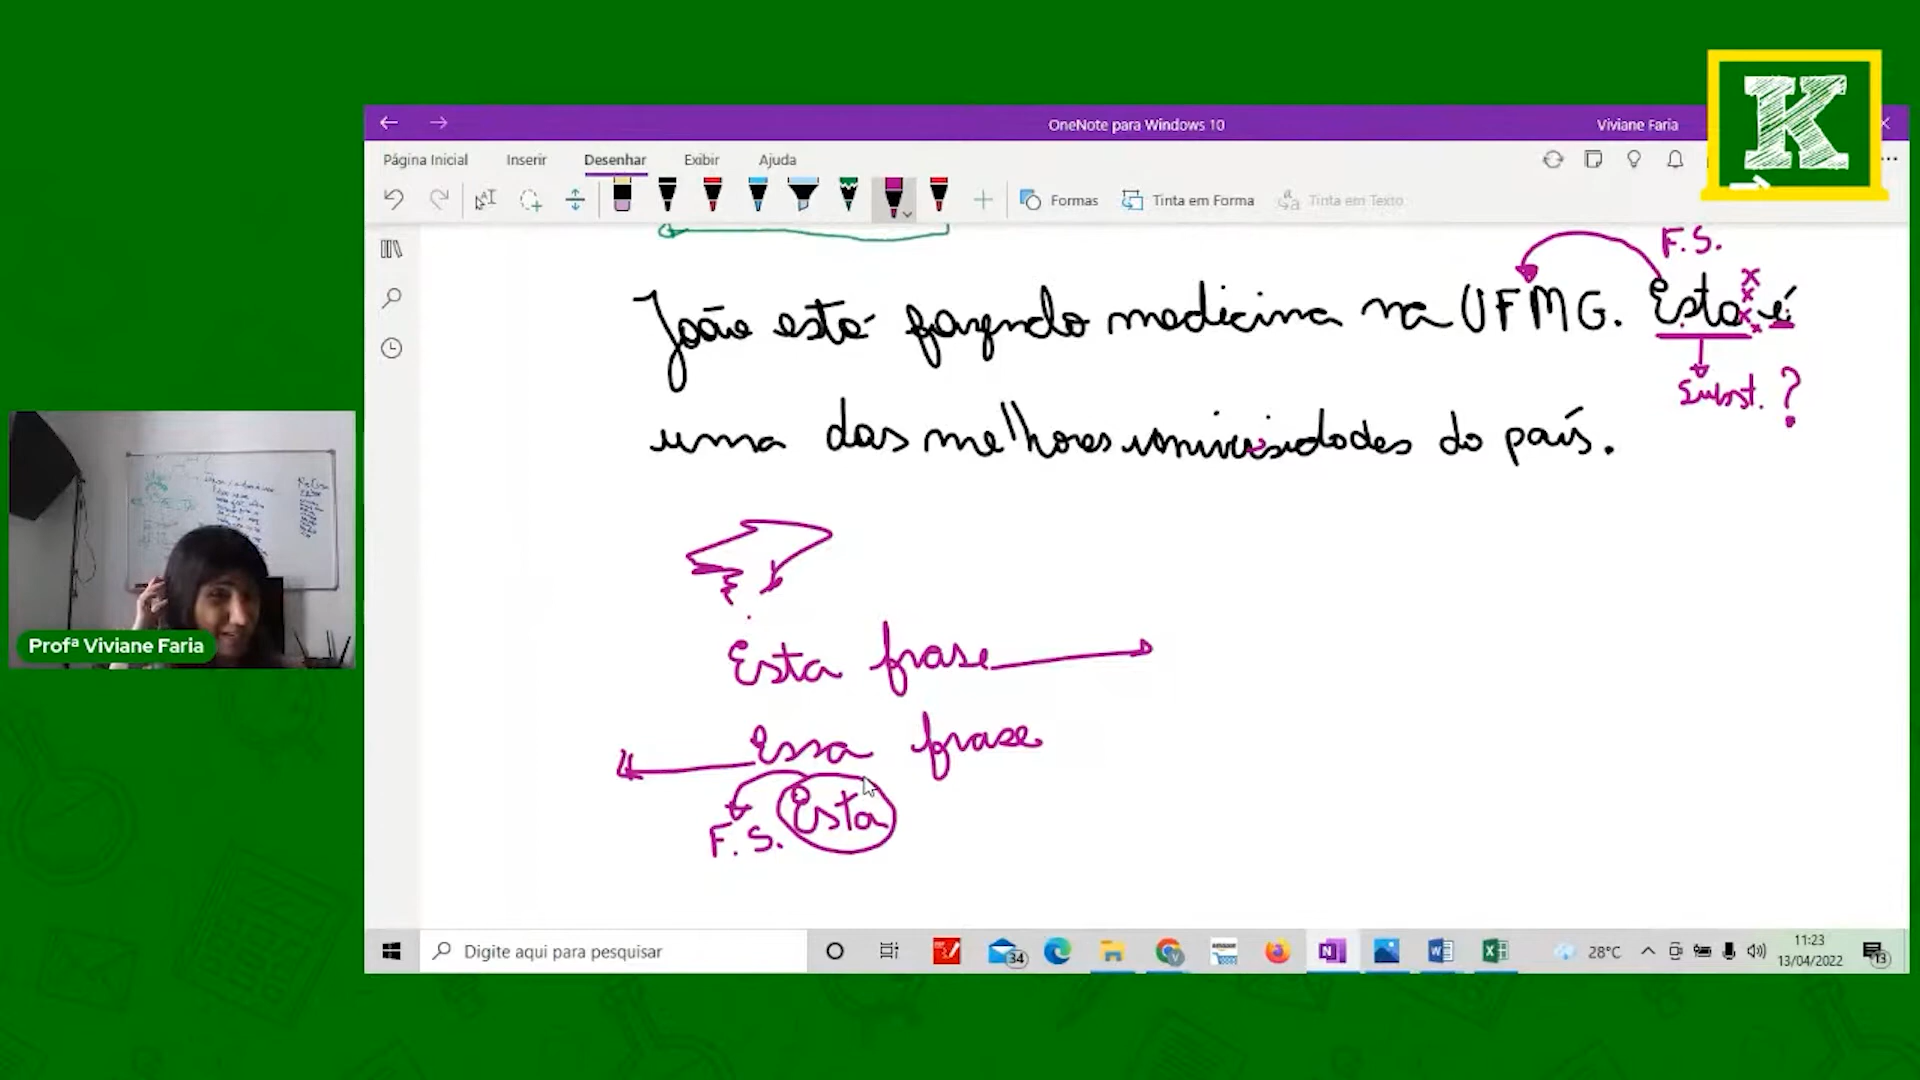 K
OneNote para Windows 10
Viviane Faria
Página Inicial Inserir Desenhar Exibir Ajuda
Formas Tinta em Forma Tinta em Texto
F.S.
João está fazendo medicina na UFMG. Esta é
Subst. ?
uma das melhores universidades do país.
Esta frase
Essa frase
F.S. Esta
Profª Viviane Faria
Digite aqui para pesquisar
34
28°C
11:23
13/04/2022
13